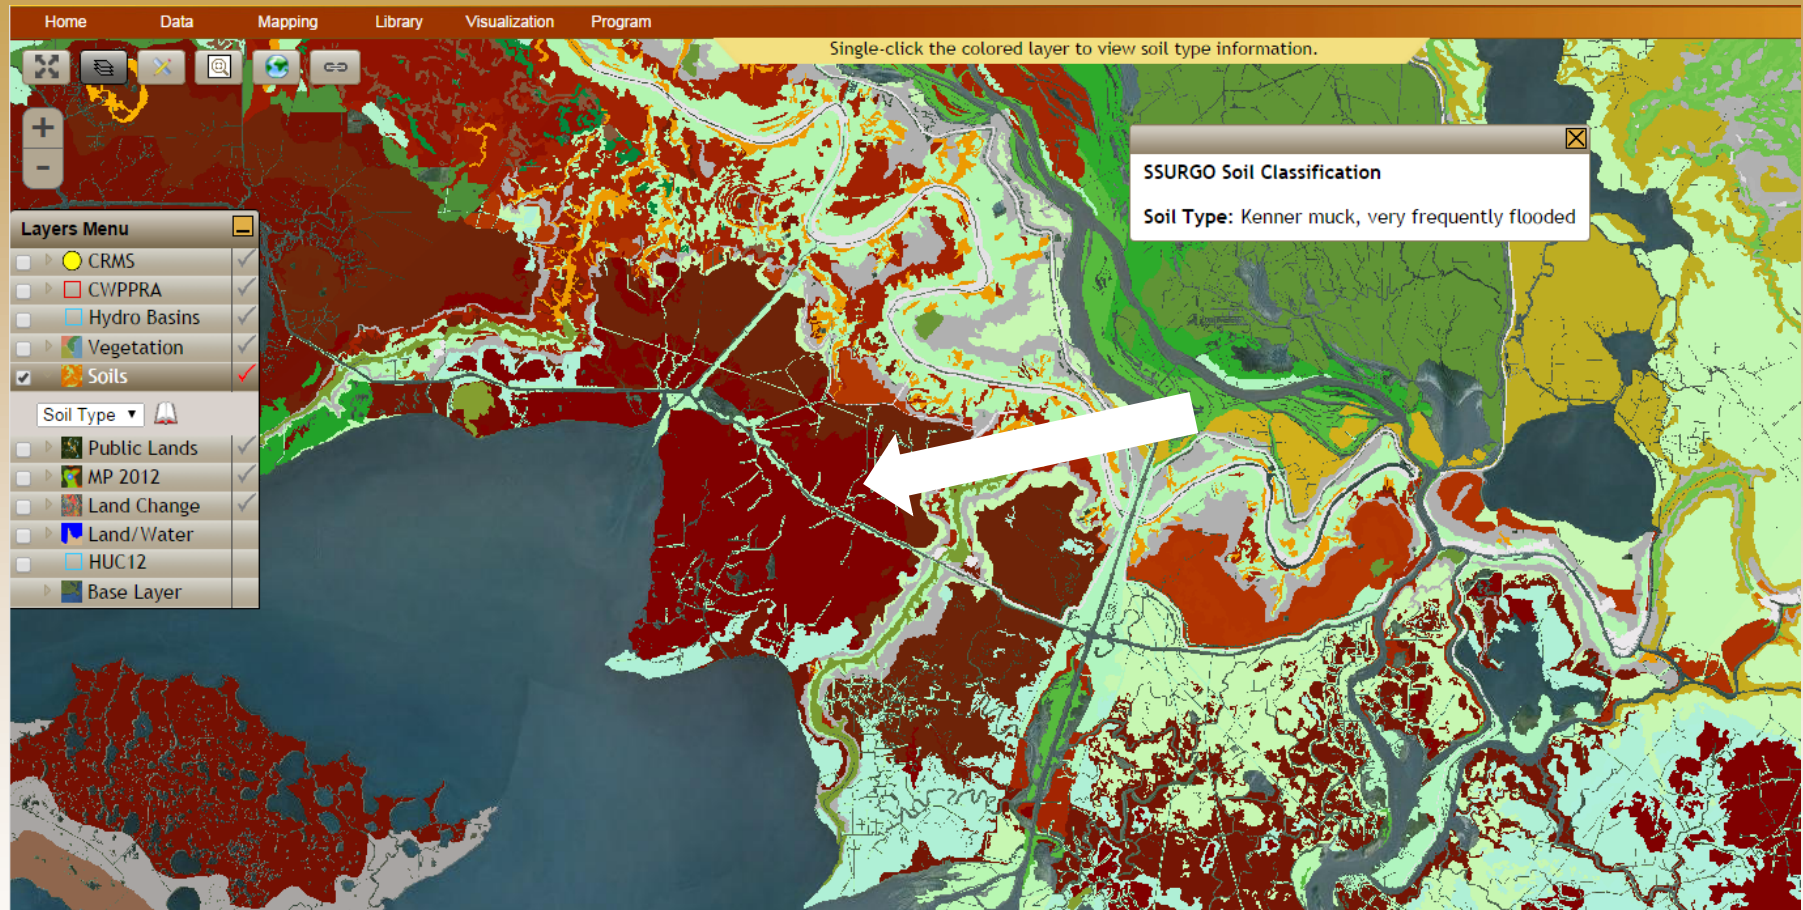 Home Data Mapping Library Visualization Program
Single-click the colored layer to view soil type information.
+
-
SSURGO Soil Classification
Soil Type: Kenner muck, very frequently flooded
Layers Menu
CRMS
CWPPRA
Hydro Basins
Vegetation
Soils
Soil Type
Public Lands
MP 2012
Land Change
Land/Water
HUC12
Base Layer